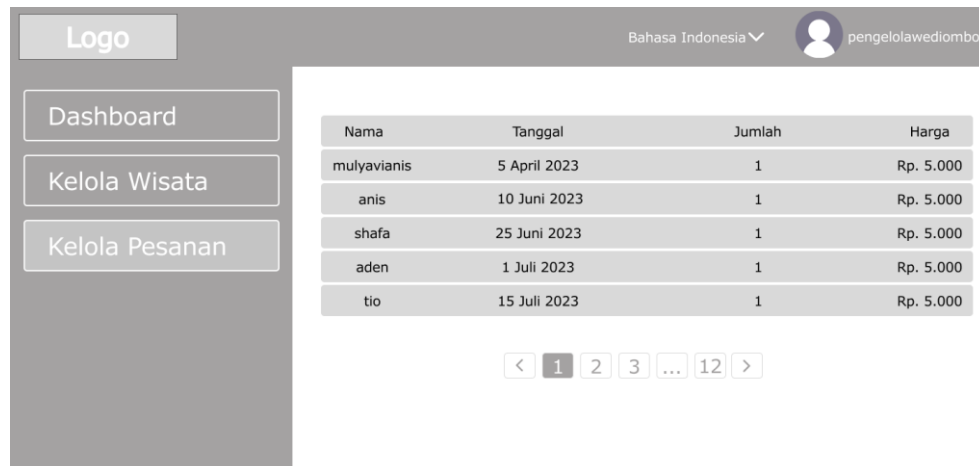 Logo
Bahasa Indonesia
pengelolawediombo
Dashboard
Kelola Wisata
Kelola Pesanan
Nama Tanggal Jumlah Harga
mulyavianis 5 April 2023 1 Rp. 5.000
anis 10 Juni 2023 1 Rp. 5.000
shafa 25 Juni 2023 1 Rp. 5.000
aden 1 Juli 2023 1 Rp. 5.000
tio 15 Juli 2023 1 Rp. 5.000
< 1 2 3 ... 12 >